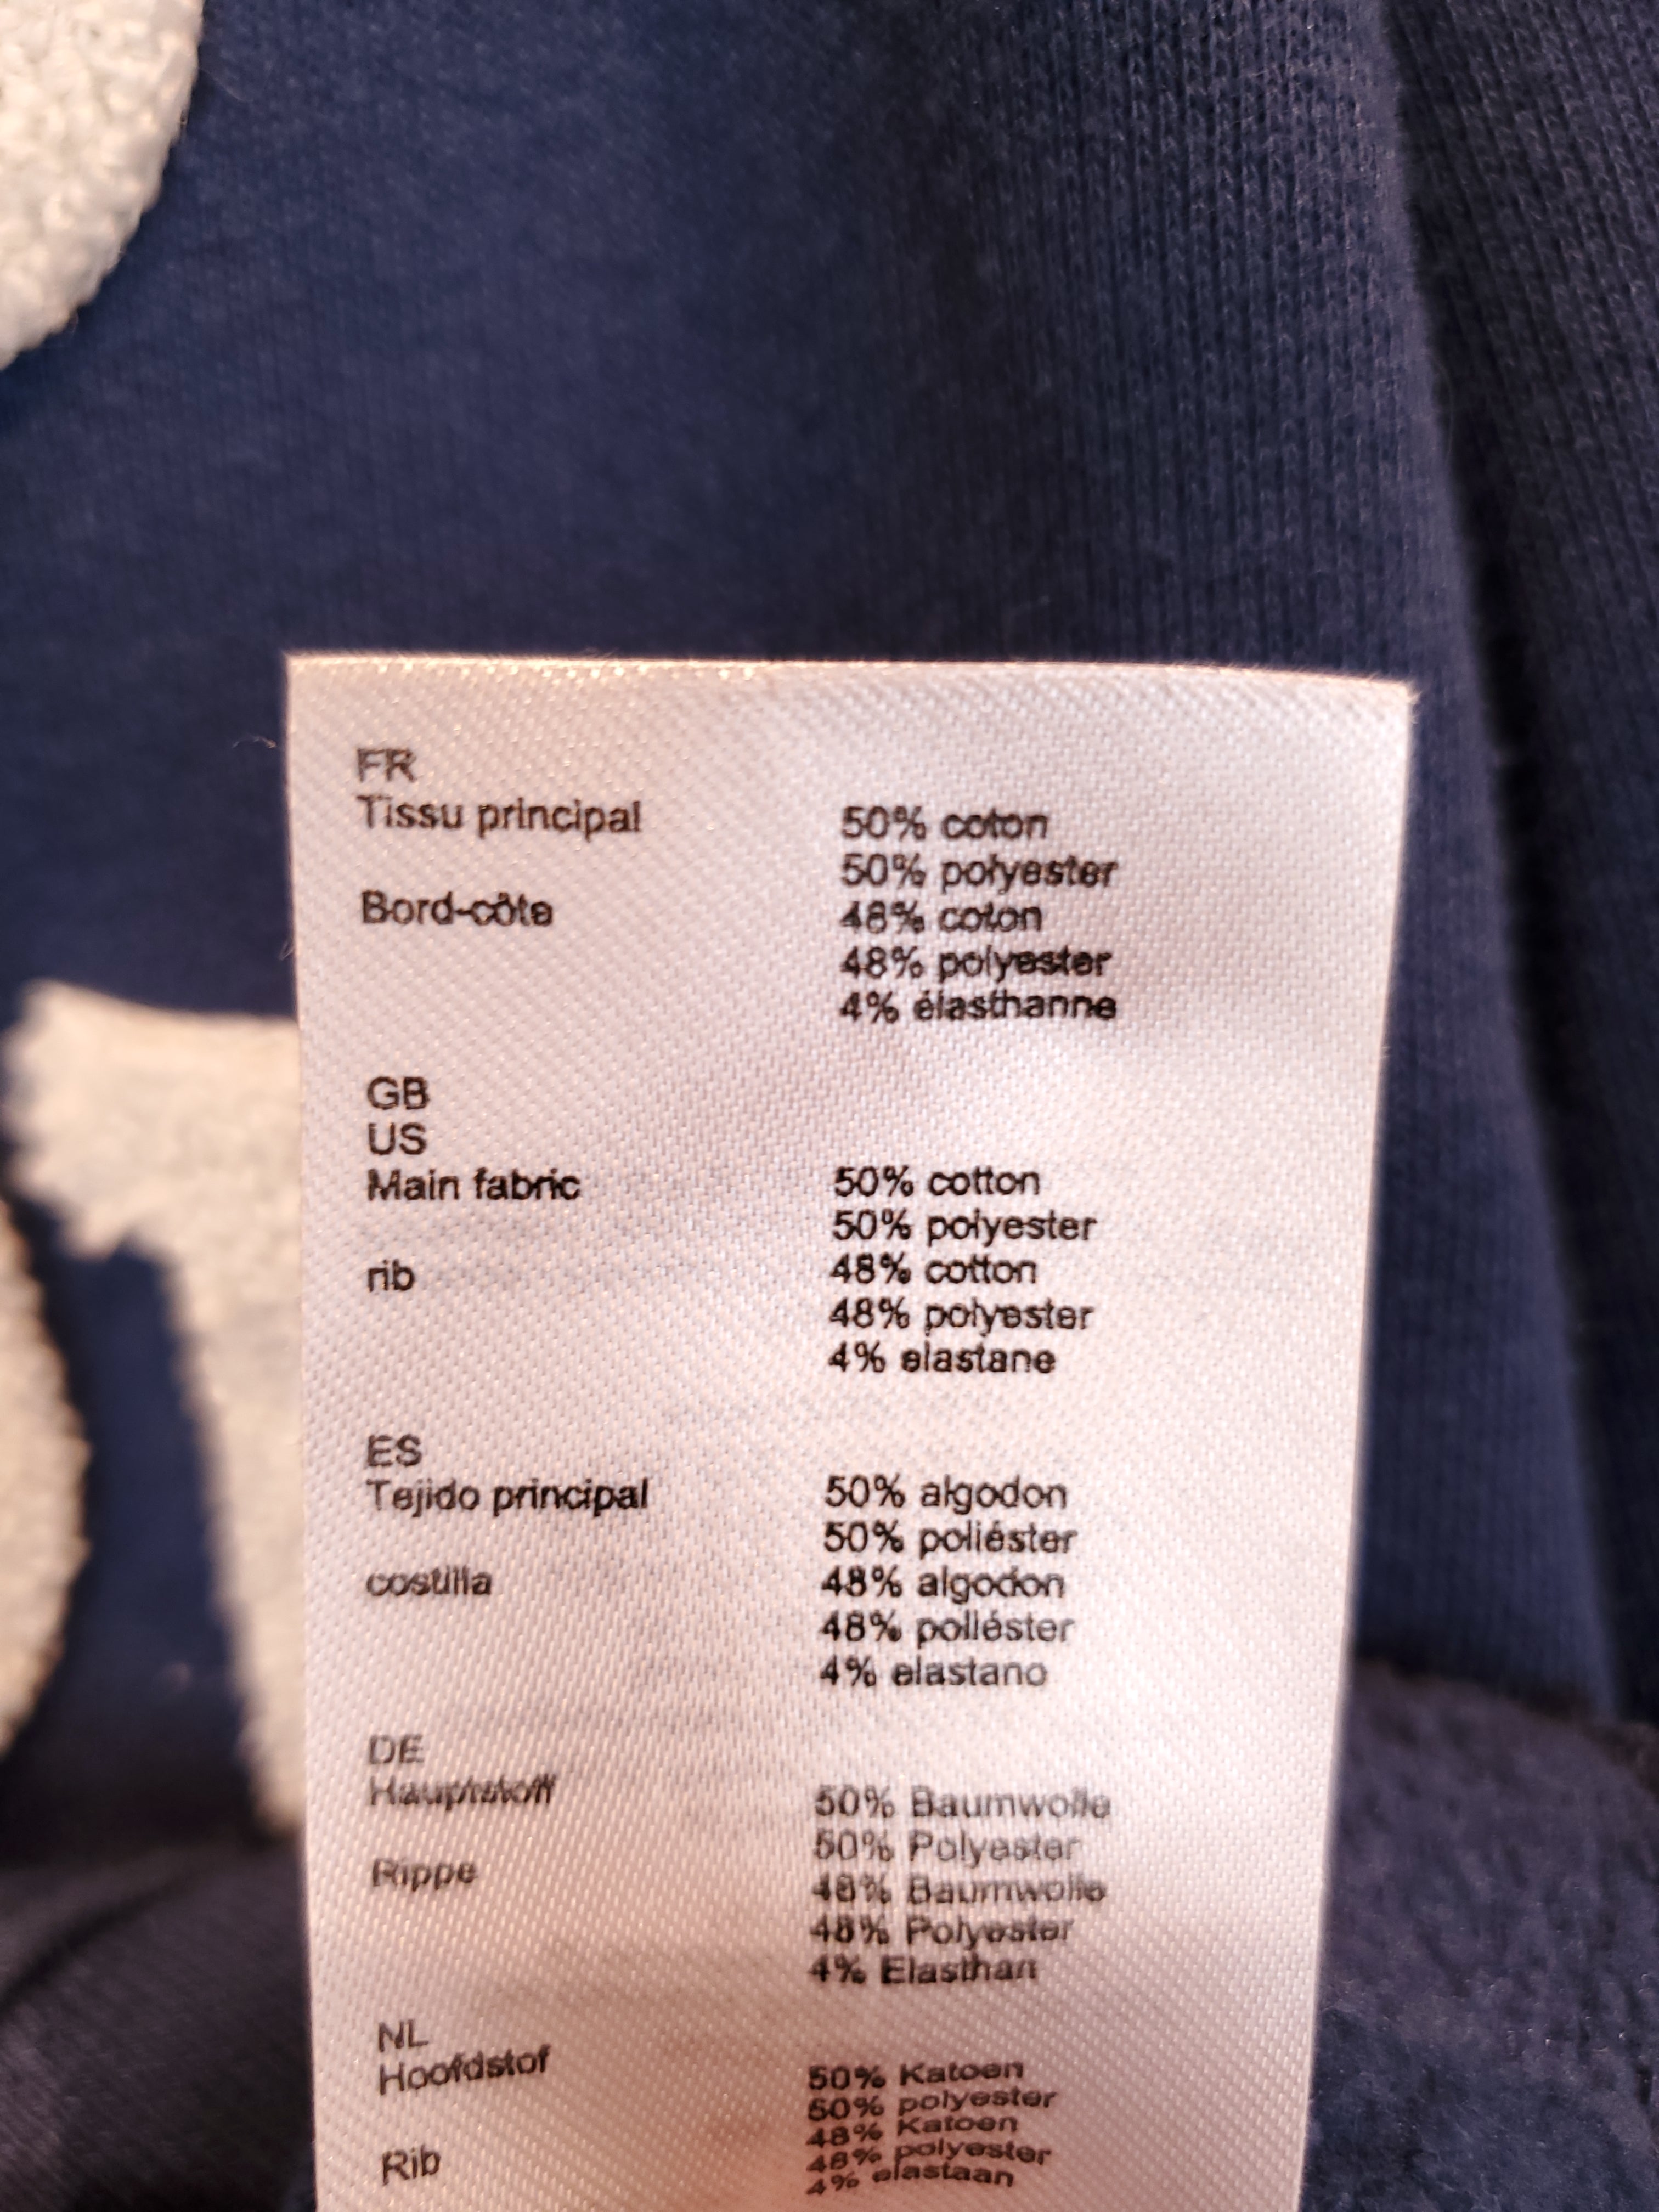 FR
Tissu principal 50% coton
50% polyester
Bord-côte 48% coton
48% polyester
4% élasthanne
GB
US
Main fabric 50% cotton
50% polyester
rib 48% cotton
48% polyester
4% elastane
ES
Tejido principal 50% algodon
50% poliéster
costilla 48% algodon
48% poliéster
4% elastano
DE
Hauptstoff 50% Baumwolle
50% Polyester
Rippe 48% Baumwolle
48% Polyester
4% Elasthan
NL
Hoofdstof 50% Katoen
50% polyester
48% Katoen
Rib 48% polyester
4% elastaan